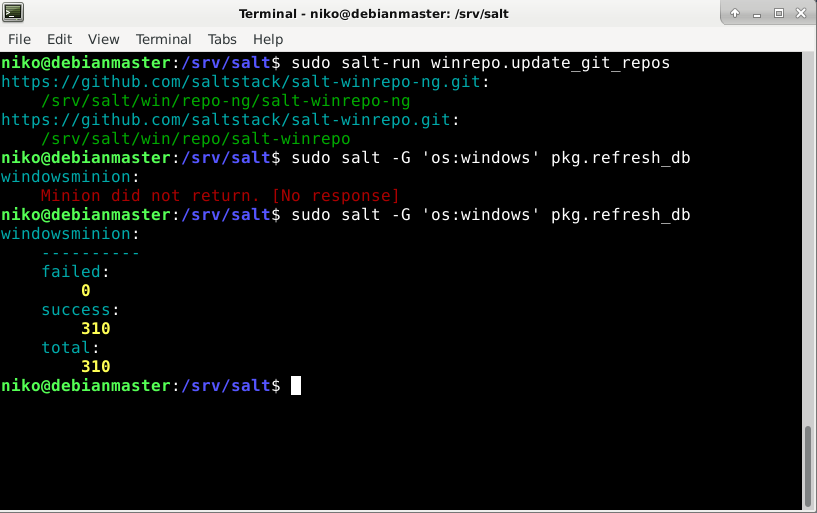 Terminal - niko@debianmaster: /srv/salt
File Edit View Terminal Tabs Help
niko@debianmaster:/srv/salt$ sudo salt-run winrepo.update_git_repos
https://github.com/saltstack/salt-winrepo-ng.git:
    /srv/salt/win/repo-ng/salt-winrepo-ng
https://github.com/saltstack/salt-winrepo.git:
    /srv/salt/win/repo/salt-winrepo
niko@debianmaster:/srv/salt$ sudo salt -G 'os:windows' pkg.refresh_db
windowsminion:
    Minion did not return. [No response]
niko@debianmaster:/srv/salt$ sudo salt -G 'os:windows' pkg.refresh_db
windowsminion:
    ----------
    failed:
        0
    success:
        310
    total:
        310
niko@debianmaster:/srv/salt$